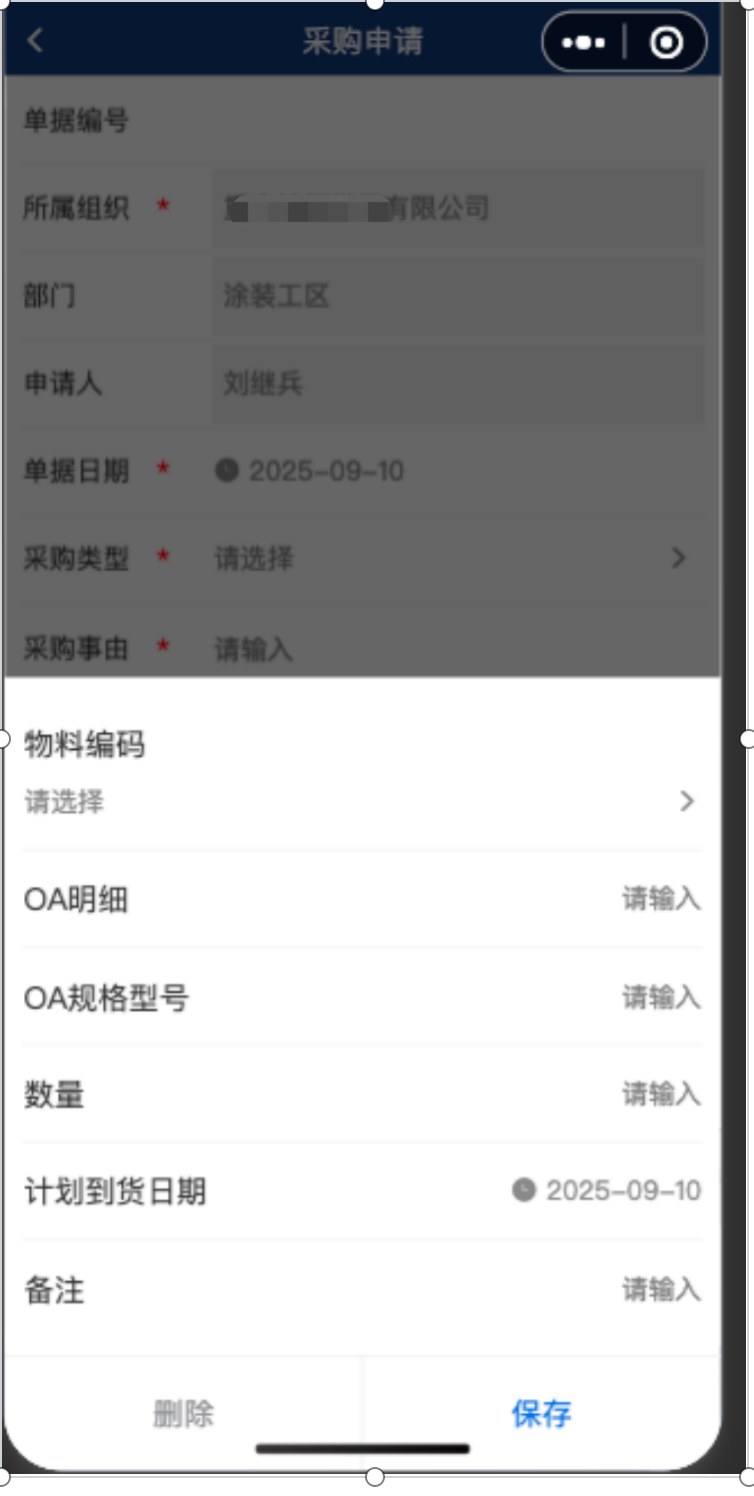 采购申请
单据编号
所属组织 * 有限公司
部门 涂装工区
申请人 刘继兵
单据日期 * 2025-09-10
采购类型 * 请选择
采购事由 * 请输入
物料编码
请选择
OA明细 请输入
OA规格型号 请输入
数量 请输入
计划到货日期 2025-09-10
备注 请输入
删除 保存